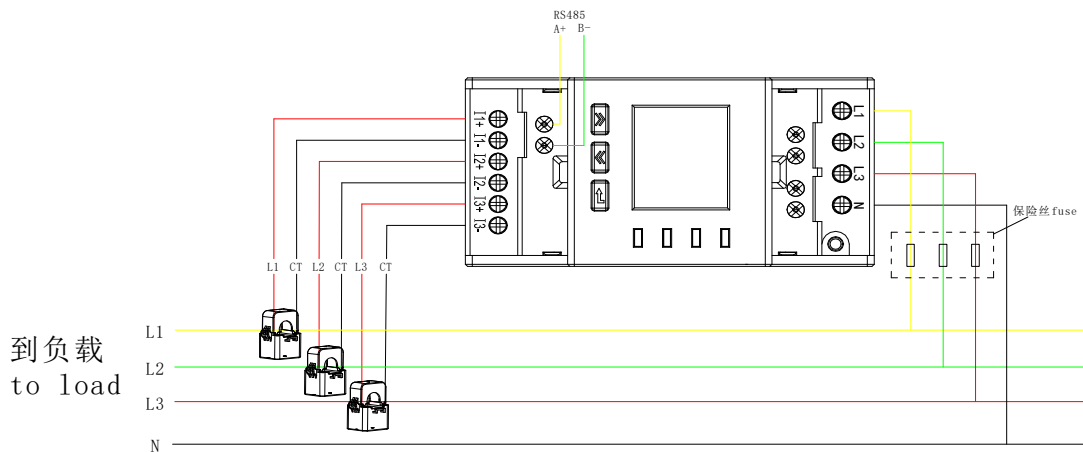 RS485
A+ B-
I1+
I1-
I2+
I2-
I3+
I3-
L1
L2
L3
N
保险丝fuse
L1 CT L2 CT L3 CT
到负载
to load
L1
L2
L3
N